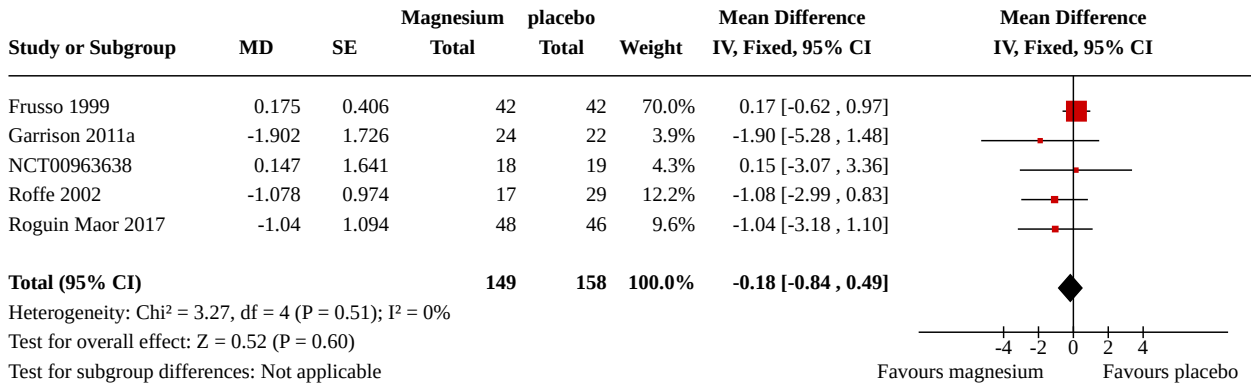 Magnesium placebo Mean Difference Mean Difference
Study or Subgroup MD SE Total Total Weight IV, Fixed, 95% CI IV, Fixed, 95% CI
Frusso 1999 0.175 0.406 42 42 70.0% 0.17 [-0.62 , 0.97]
Garrison 2011a -1.902 1.726 24 22 3.9% -1.90 [-5.28 , 1.48]
NCT00963638 0.147 1.641 18 19 4.3% 0.15 [-3.07 , 3.36]
Roffe 2002 -1.078 0.974 17 29 12.2% -1.08 [-2.99 , 0.83]
Roguin Maor 2017 -1.04 1.094 48 46 9.6% -1.04 [-3.18 , 1.10]
Total (95% CI) 149 158 100.0% -0.18 [-0.84 , 0.49]
Heterogeneity: Chi² = 3.27, df = 4 (P = 0.51); I² = 0%
Test for overall effect: Z = 0.52 (P = 0.60)
-4 -2 0 2 4
Test for subgroup differences: Not applicable Favours magnesium Favours placebo